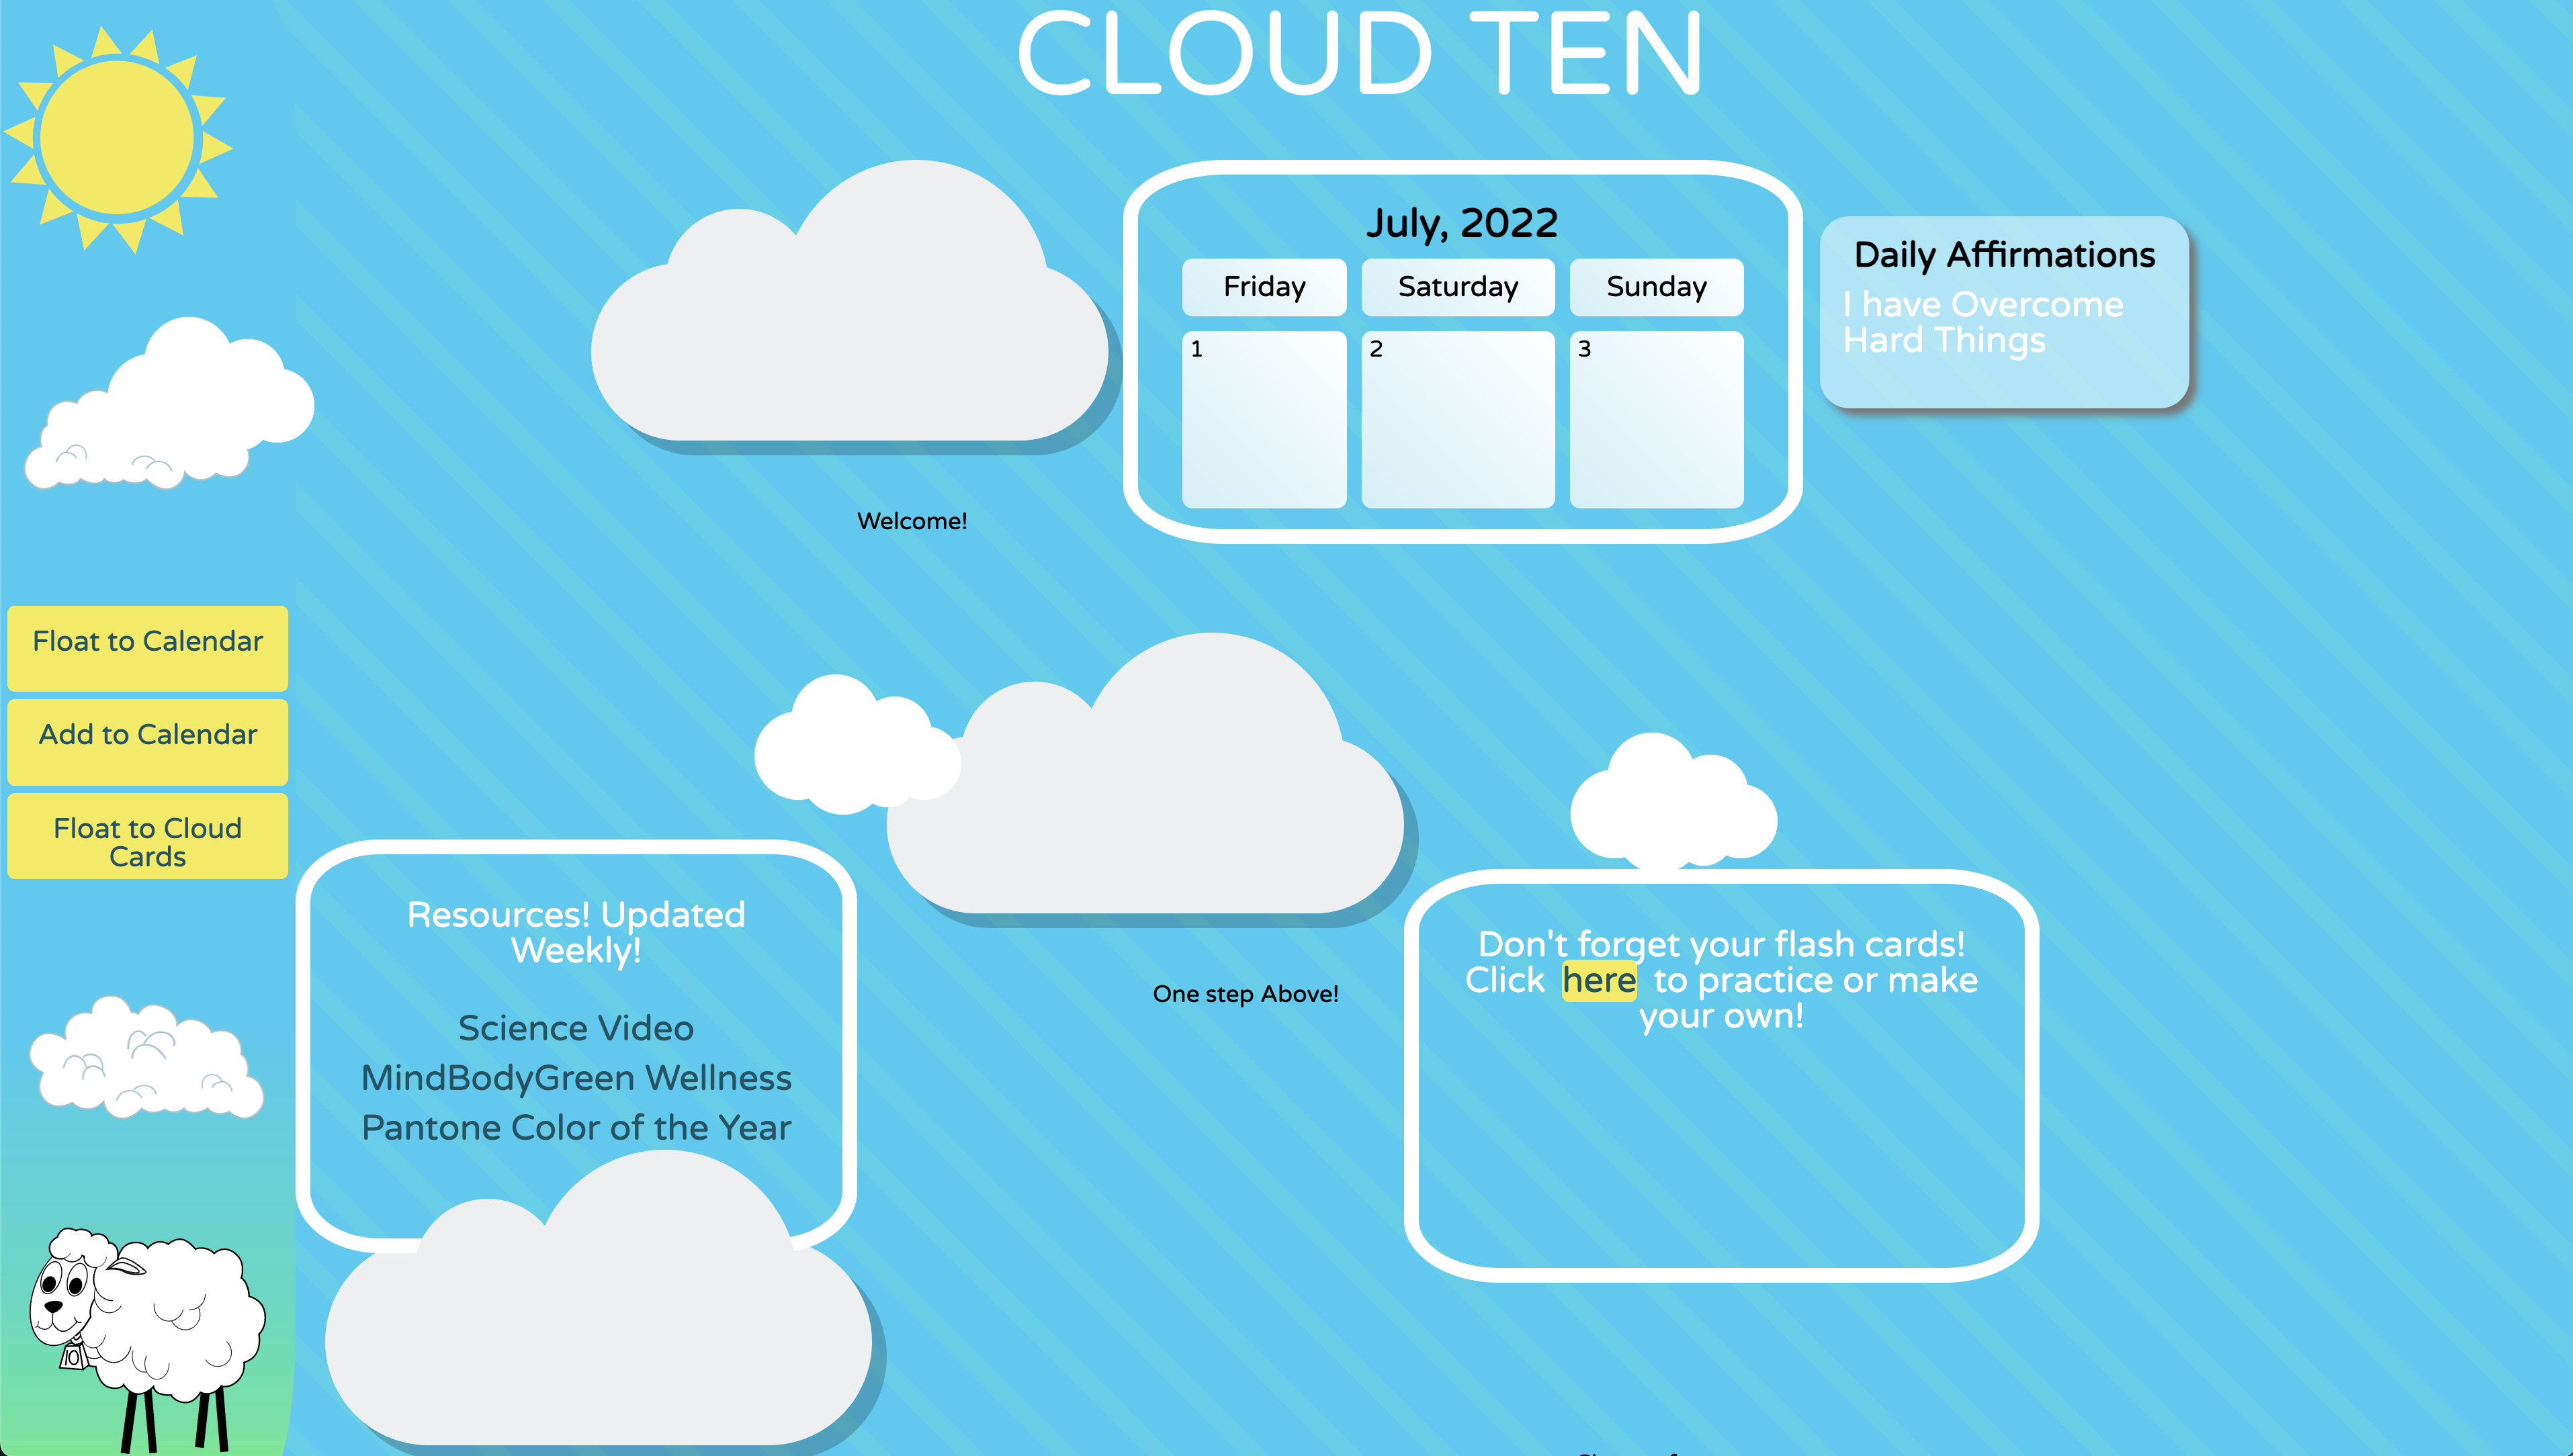 CLOUD TEN
July, 2022
Friday Saturday Sunday
1 2 3
Daily Affirmations
I have Overcome
Hard Things
Welcome!
Float to Calendar
Add to Calendar
Float to Cloud
Cards
Resources! Updated
Weekly!
Science Video
MindBodyGreen Wellness
Pantone Color of the Year
One step Above!
Don't forget your flash cards!
Click here to practice or make
your own!
10